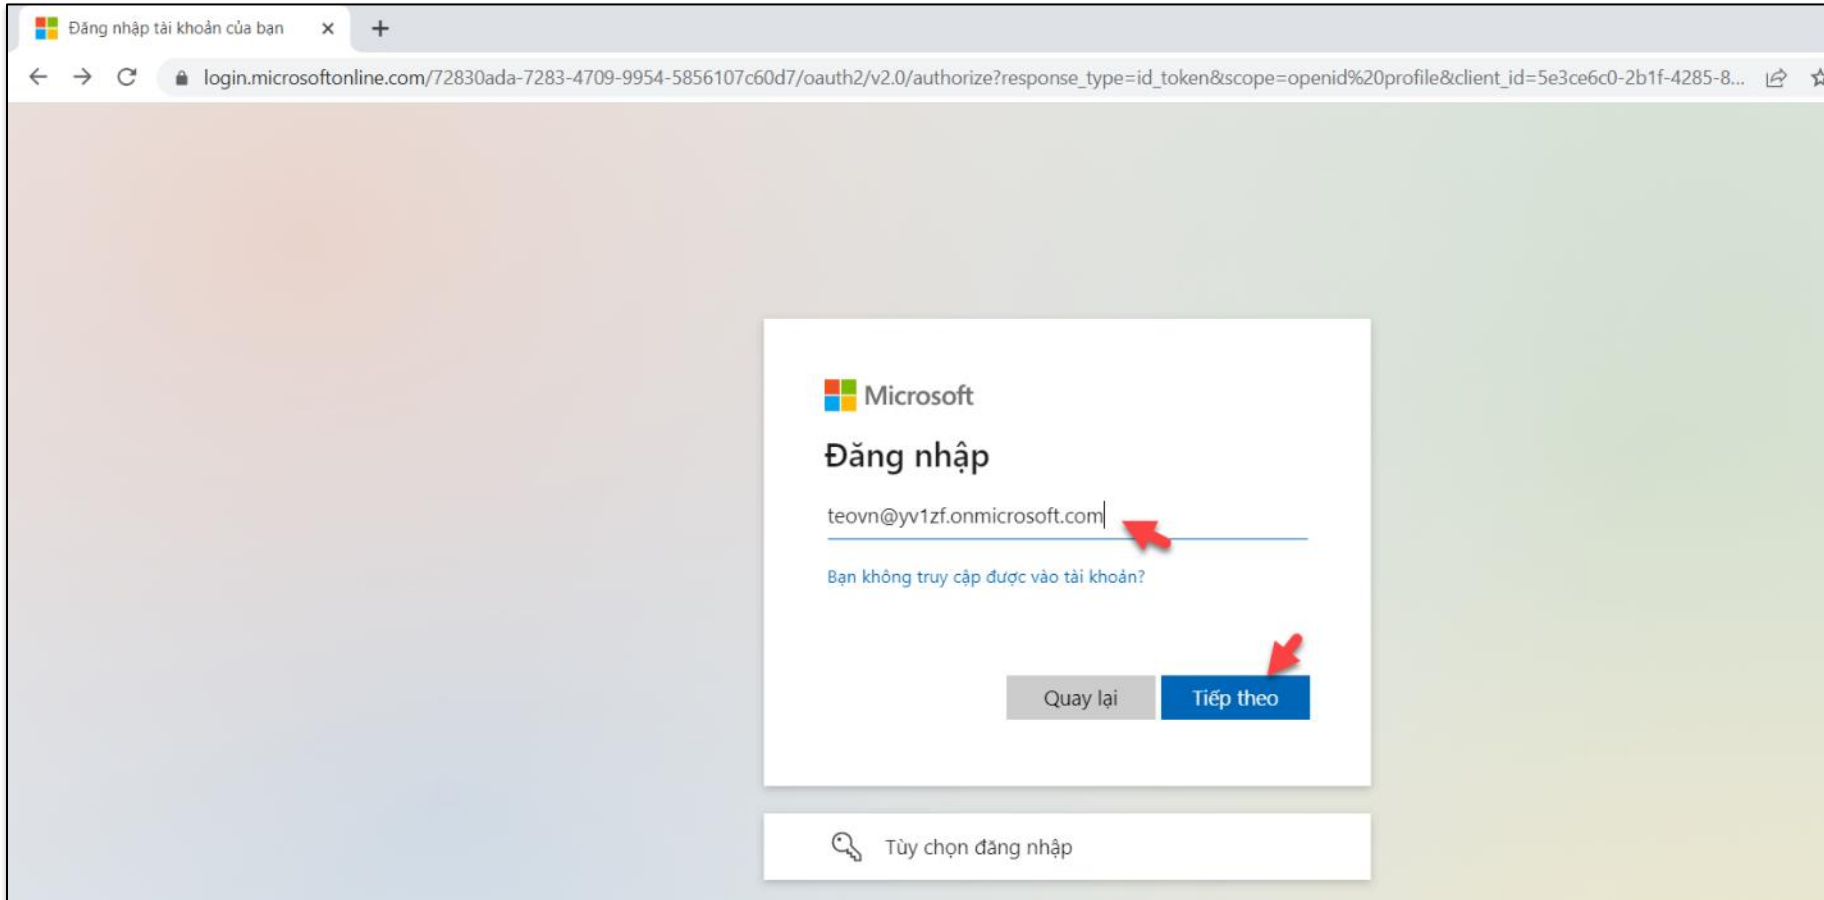 Đăng nhập tài khoản của bạn
login.microsoftonline.com/72830ada-7283-4709-9954-5856107c60d7/oauth2/v2.0/authorize?response_type=id_token&scope=openid%20profile&client_id=5e3ce6c0-2b1f-4285-8...
Microsoft
Đăng nhập
teovn@yv1zf.onmicrosoft.com
Bạn không truy cập được vào tài khoản?
Quay lại Tiếp theo
Tùy chọn đăng nhập